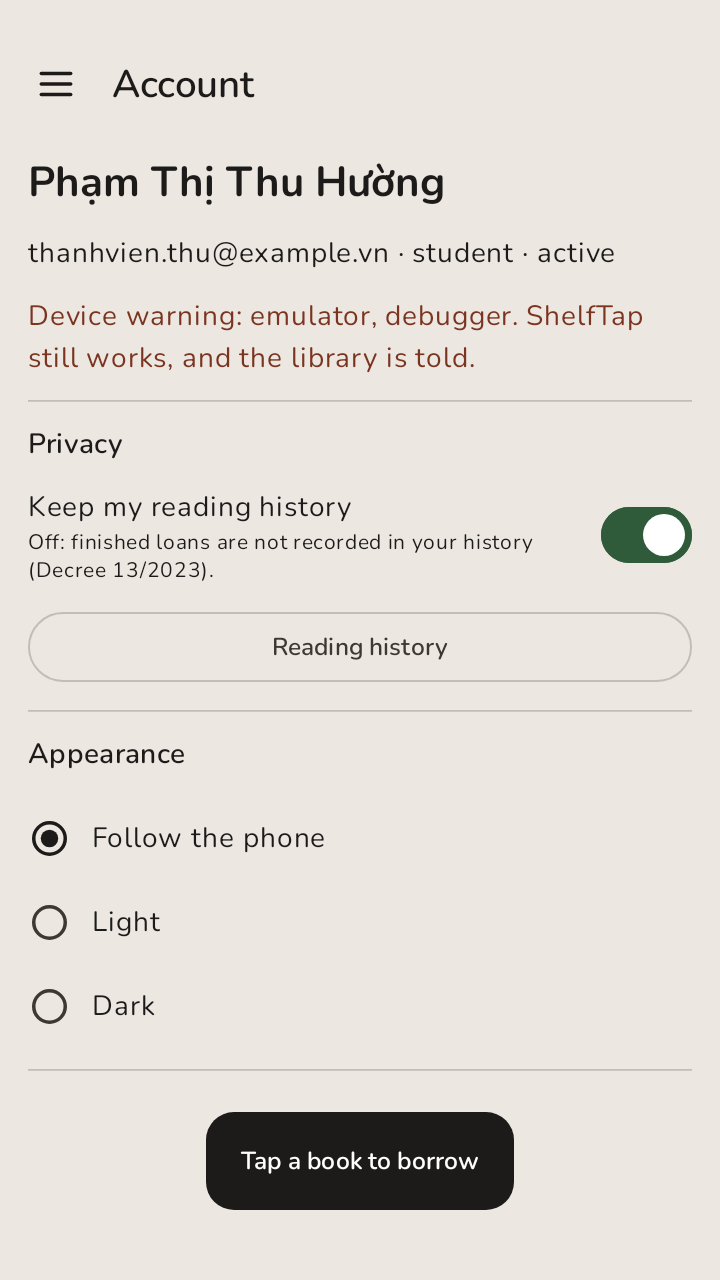 Account
Phạm Thị Thu Hường
thanhvien.thu@example.vn · student · active
Device warning: emulator, debugger. ShelfTap
still works, and the library is told.
Privacy
Keep my reading history
Off: finished loans are not recorded in your history
(Decree 13/2023).
Reading history
Appearance
Follow the phone
Light
Dark
Tap a book to borrow